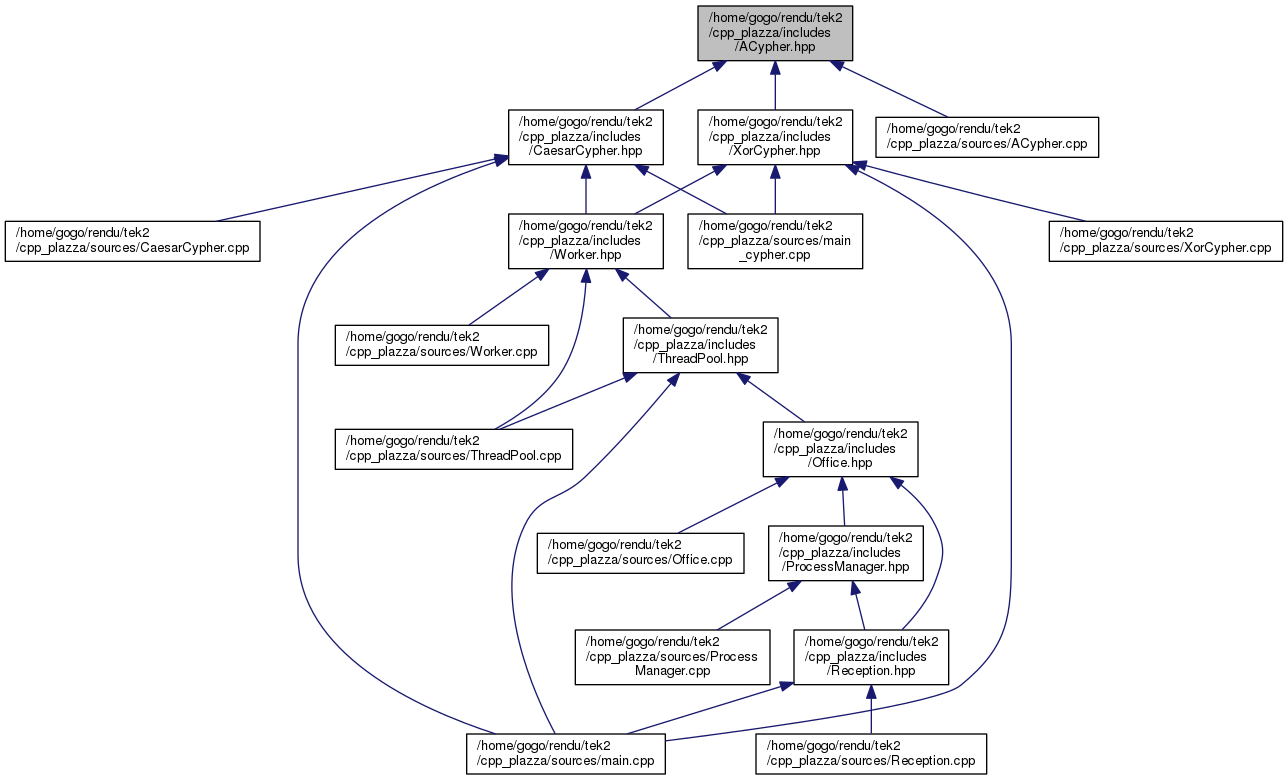 /home/gogo/rendu/tek2
/cpp_plazza/includes
/ACypher.hpp
/home/gogo/rendu/tek2
/cpp_plazza/includes
/CaesarCypher.hpp
/home/gogo/rendu/tek2
/cpp_plazza/includes
/XorCypher.hpp
/home/gogo/rendu/tek2
/cpp_plazza/sources/ACypher.cpp
/home/gogo/rendu/tek2
/cpp_plazza/sources/CaesarCypher.cpp
/home/gogo/rendu/tek2
/cpp_plazza/includes
/Worker.hpp
/home/gogo/rendu/tek2
/cpp_plazza/sources/main
_cypher.cpp
/home/gogo/rendu/tek2
/cpp_plazza/sources/XorCypher.cpp
/home/gogo/rendu/tek2
/cpp_plazza/sources/Worker.cpp
/home/gogo/rendu/tek2
/cpp_plazza/includes
/ThreadPool.hpp
/home/gogo/rendu/tek2
/cpp_plazza/sources/ThreadPool.cpp
/home/gogo/rendu/tek2
/cpp_plazza/includes
/Office.hpp
/home/gogo/rendu/tek2
/cpp_plazza/sources/Office.cpp
/home/gogo/rendu/tek2
/cpp_plazza/includes
/ProcessManager.hpp
/home/gogo/rendu/tek2
/cpp_plazza/sources/Process
Manager.cpp
/home/gogo/rendu/tek2
/cpp_plazza/includes
/Reception.hpp
/home/gogo/rendu/tek2
/cpp_plazza/sources/main.cpp
/home/gogo/rendu/tek2
/cpp_plazza/sources/Reception.cpp